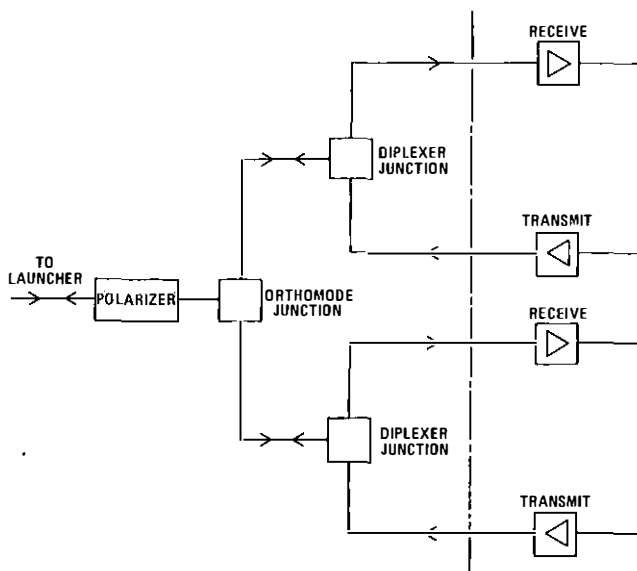 RECEIVE
DIPLEXER
JUNCTION
TRANSMIT
TO
LAUNCHER
POLARIZER
ORTHOMODE
JUNCTION
RECEIVE
DIPLEXER
JUNCTION
TRANSMIT